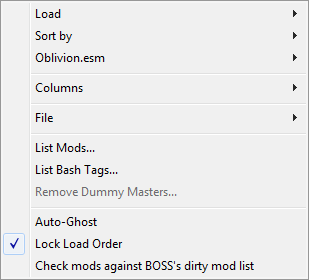 Load
Sort by
Oblivion.esm
Columns
File
List Mods...
List Bash Tags...
Remove Dummy Masters...
Auto-Ghost
Lock Load Order
Check mods against BOSS's dirty mod list